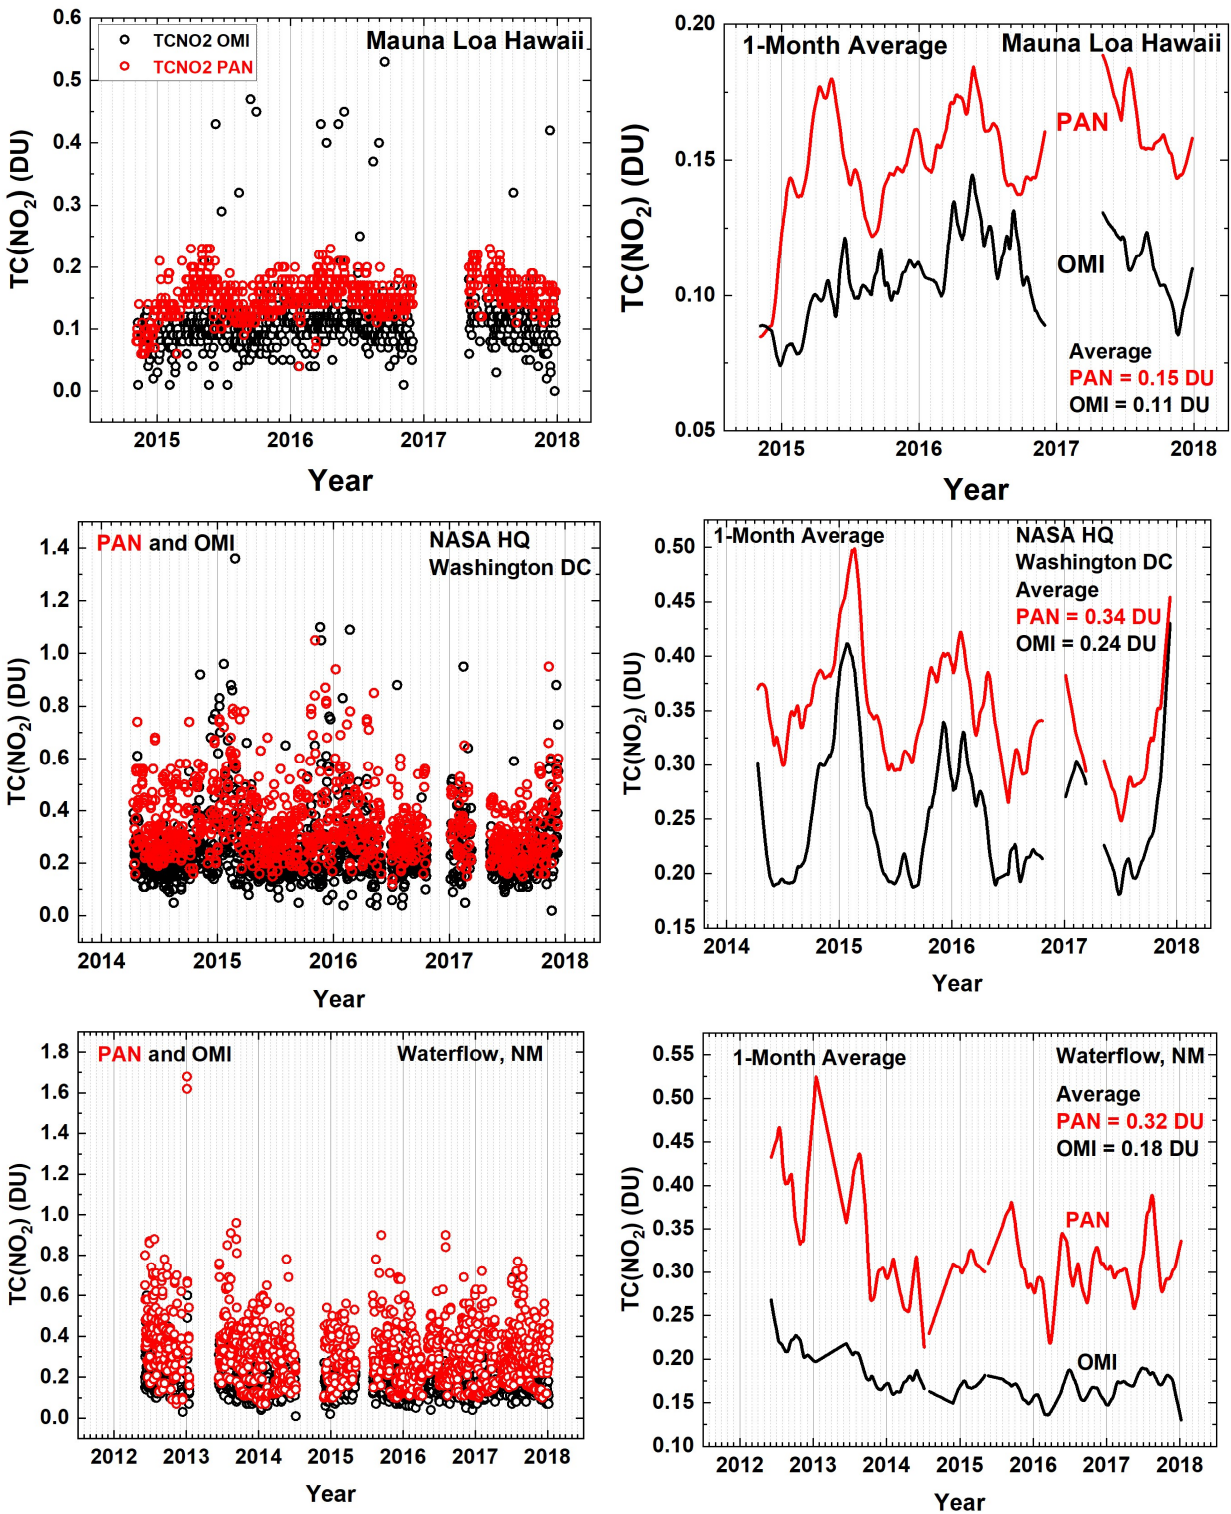 TCNO2 OMI
TCNO2 PAN
Mauna Loa Hawaii
0.6
0.5
0.4
0.3
0.2
0.1
0.0
TC(NO₂) (DU)
2015 2016 2017 2018
Year
1-Month Average Mauna Loa Hawaii
0.20
0.15
0.10
0.05
TC(NO₂) (DU)
PAN
OMI
Average
PAN = 0.15 DU
OMI = 0.11 DU
2015 2016 2017 2018
Year
PAN and OMI
NASA HQ
Washington DC
1.4
1.2
1.0
0.8
0.6
0.4
0.2
0.0
TC(NO₂) (DU)
2014 2015 2016 2017 2018
Year
1-Month Average
NASA HQ
Washington DC
Average
PAN = 0.34 DU
OMI = 0.24 DU
0.50
0.45
0.40
0.35
0.30
0.25
0.20
0.15
TC(NO₂) (DU)
2014 2015 2016 2017 2018
Year
PAN and OMI
Waterflow, NM
1.8
1.6
1.4
1.2
1.0
0.8
0.6
0.4
0.2
0.0
TC(NO₂) (DU)
2012 2013 2014 2015 2016 2017 2018
Year
1-Month Average
Waterflow, NM
Average
PAN = 0.32 DU
OMI = 0.18 DU
0.55
0.50
0.45
0.40
0.35
0.30
0.25
0.20
0.15
0.10
TC(NO₂) (DU)
PAN
OMI
2012 2013 2014 2015 2016 2017 2018
Year